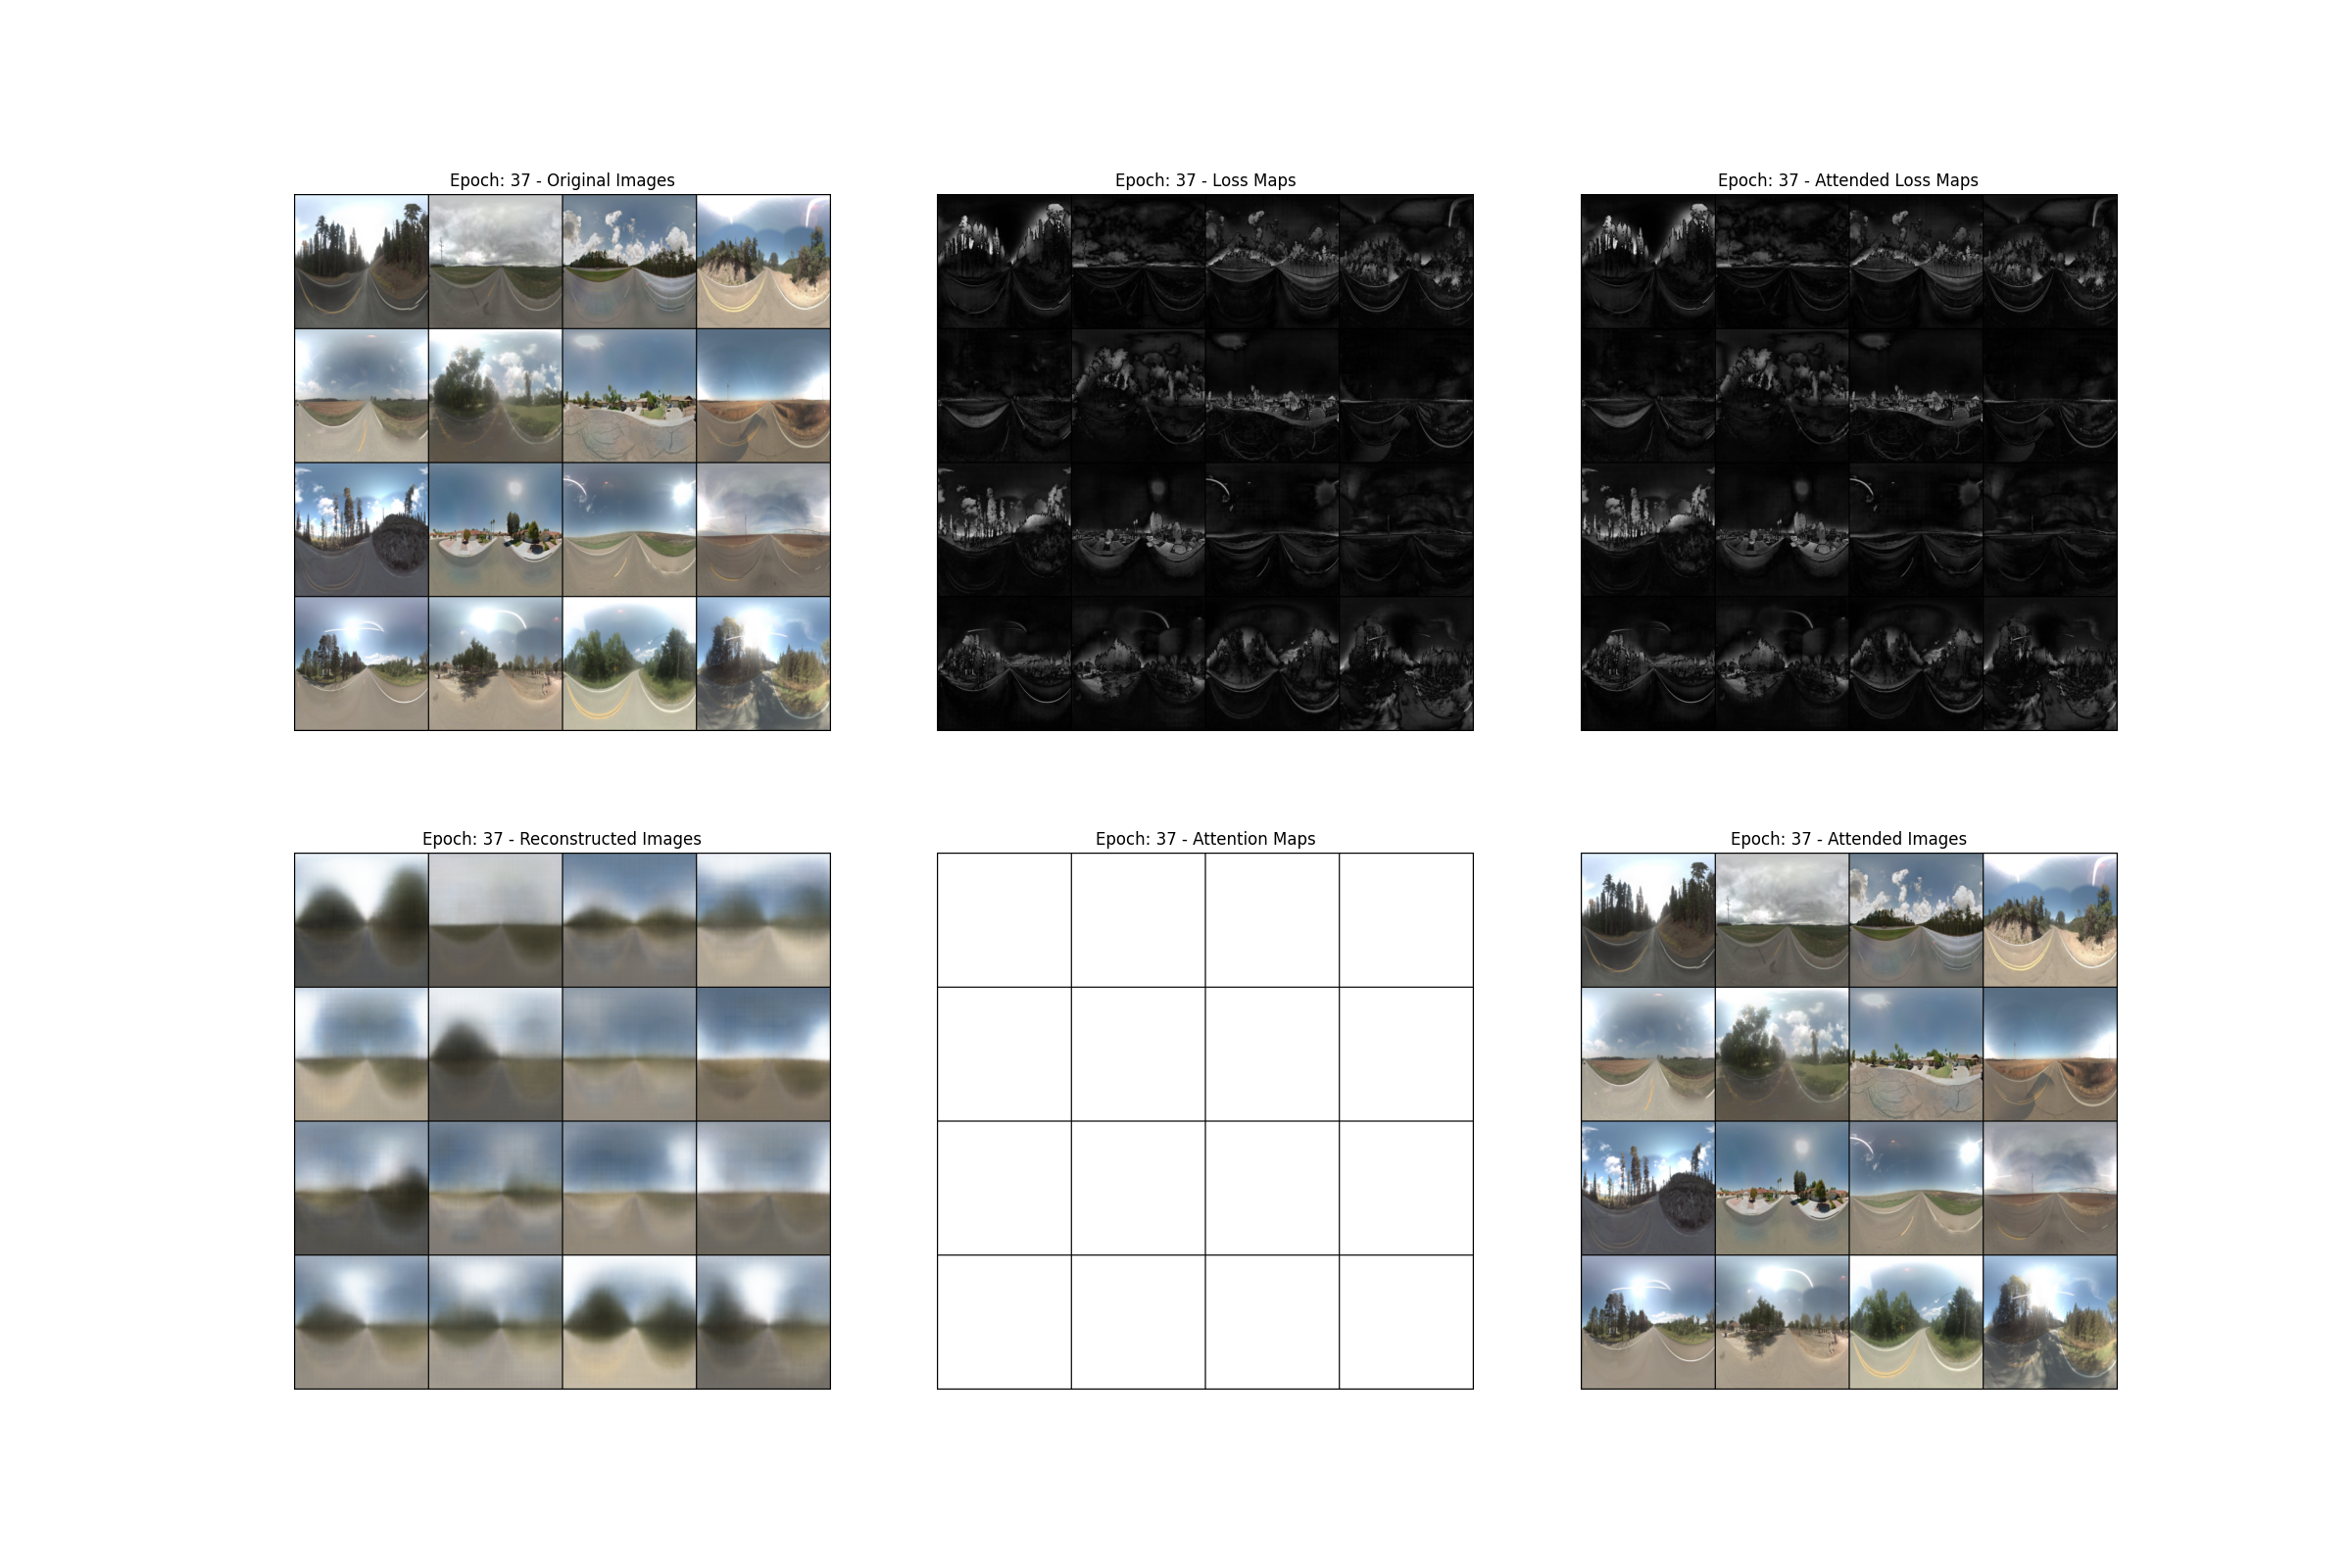 Epoch: 37 - Original Images
Epoch: 37 - Loss Maps
Epoch: 37 - Attended Loss Maps
Epoch: 37 - Reconstructed Images
Epoch: 37 - Attention Maps
Epoch: 37 - Attended Images